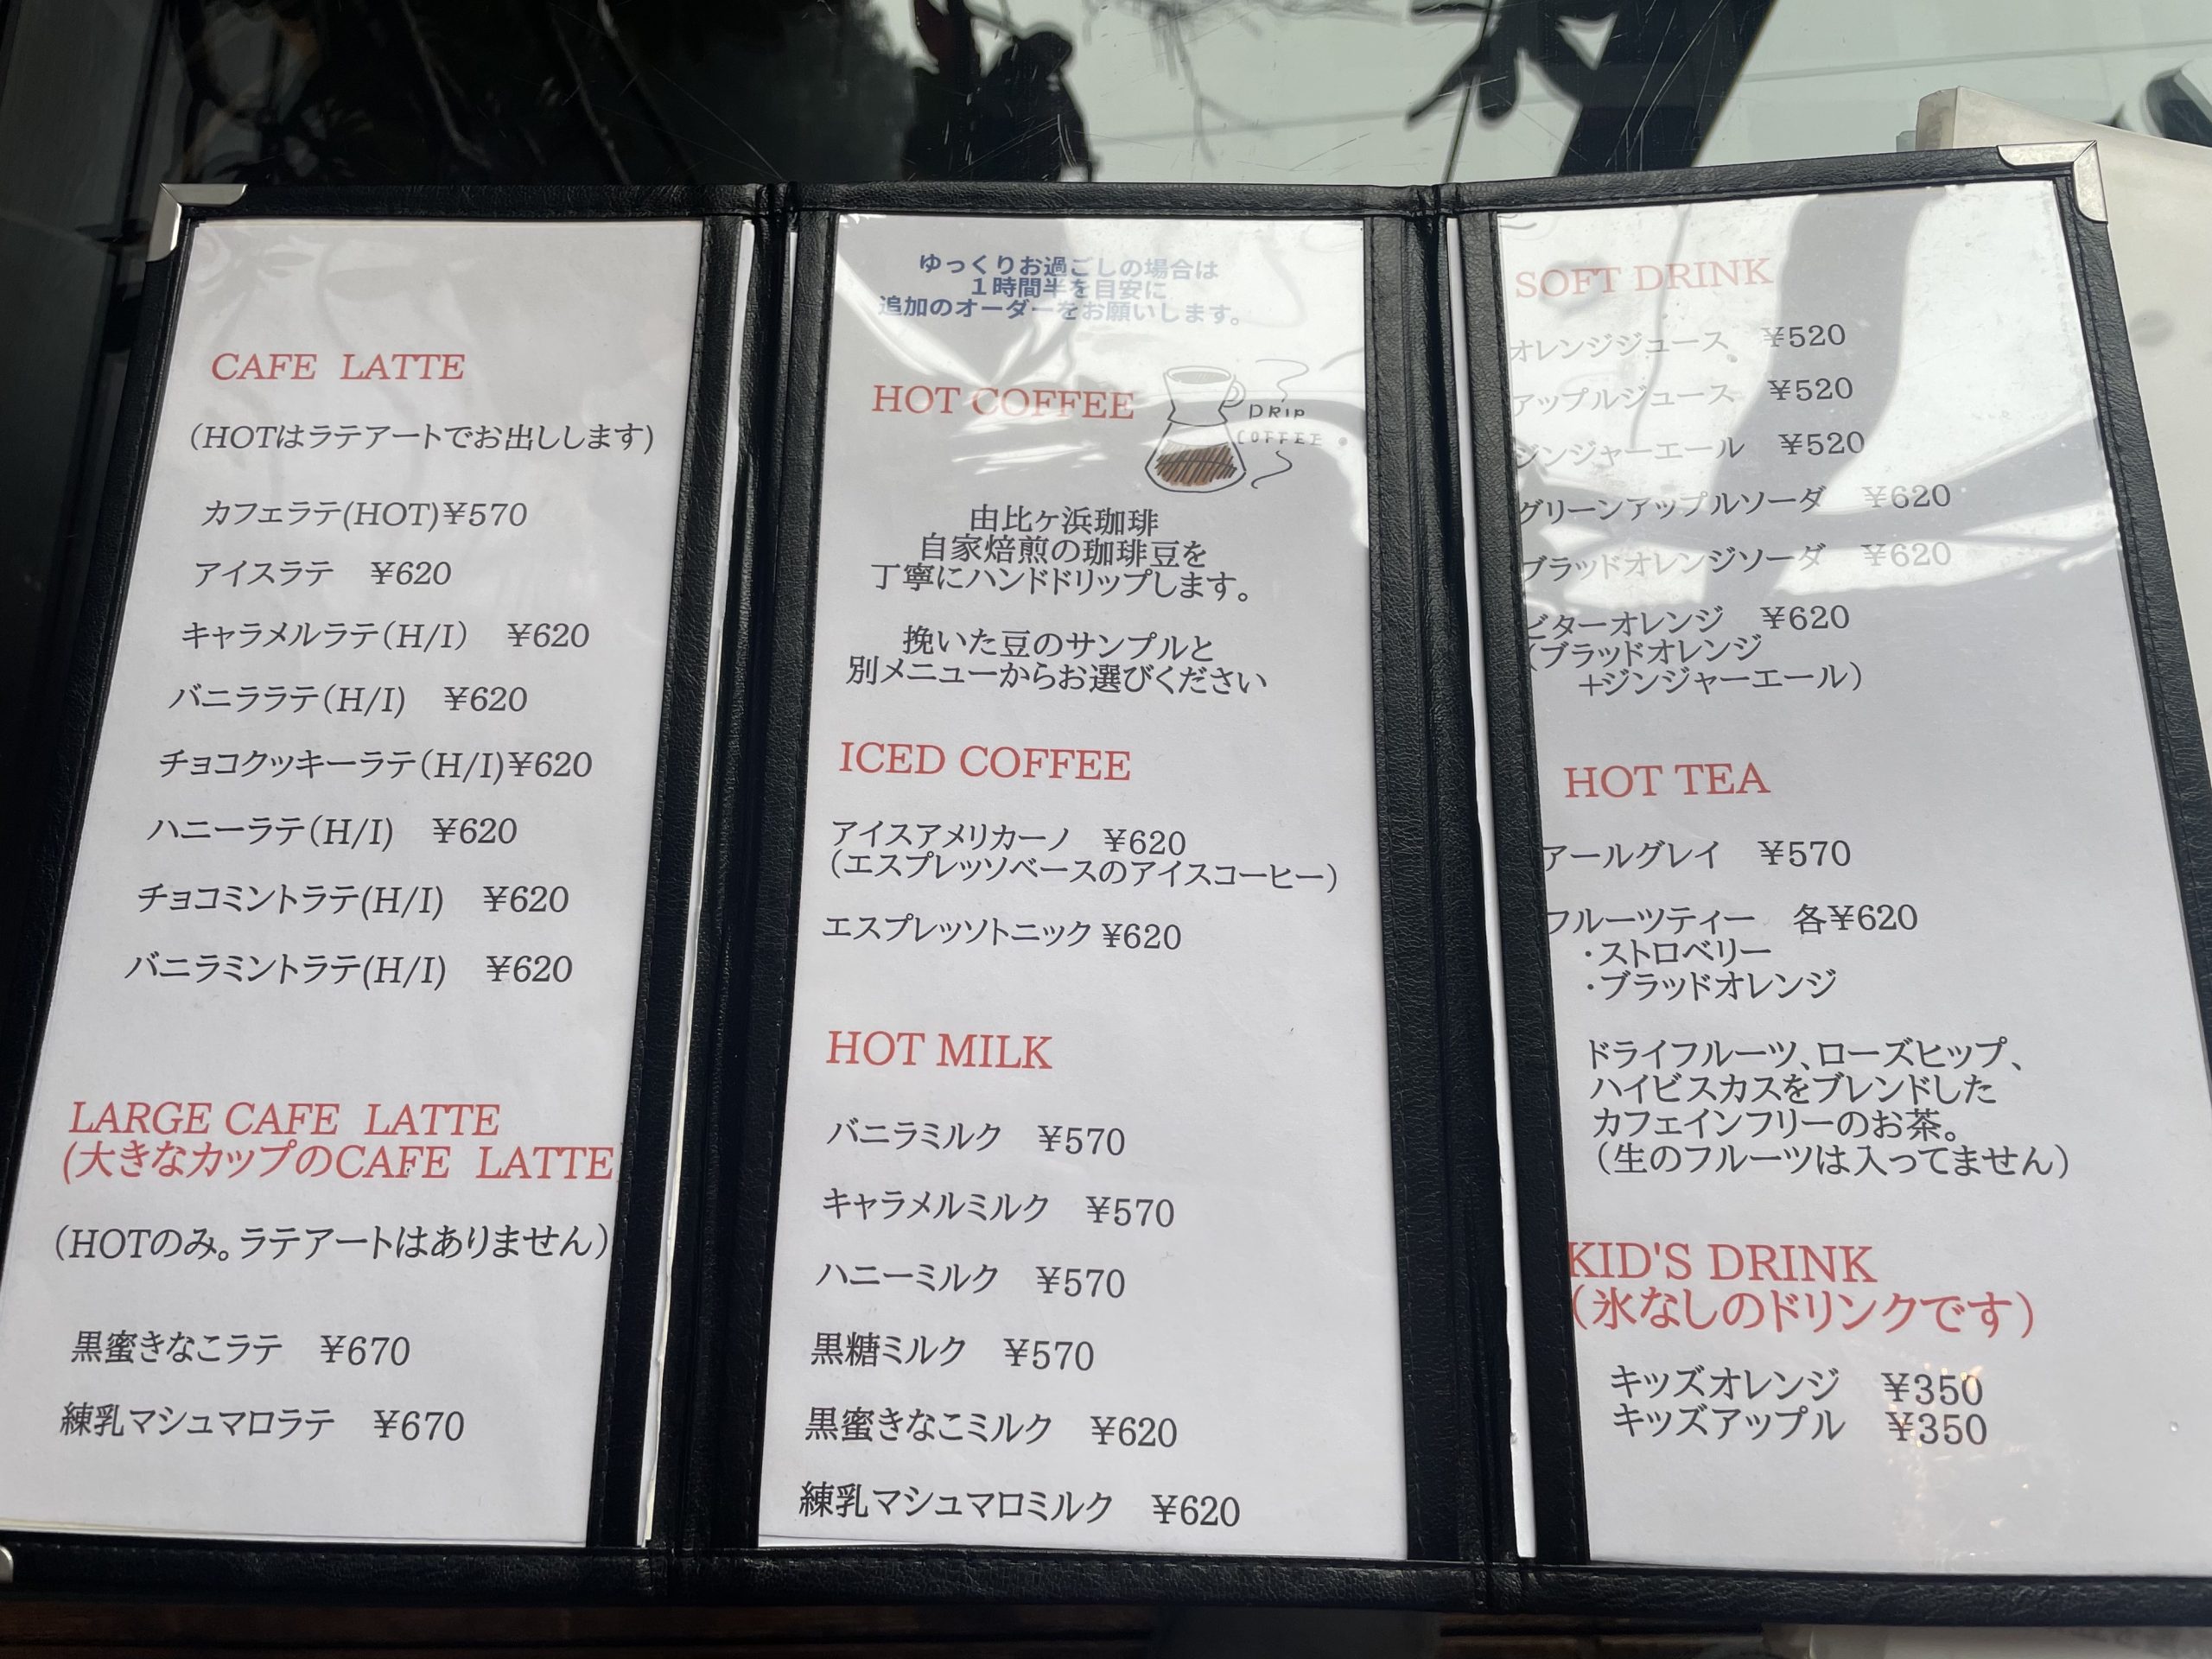 CAFE LATTE
(HOTはラテアートでお出しします)
カフェラテ(HOT)¥570
アイスラテ ¥620
キャラメルラテ(H/I) ¥620
バニララテ(H/I) ¥620
チョコクッキーラテ(H/I)¥620
ハニーラテ(H/I) ¥620
チョコミントラテ(H/I) ¥620
バニラミントラテ(H/I) ¥620
LARGE CAFE LATTE
(大きなカップのCAFE LATTE
(HOTのみ。ラテアートはありません)
黒蜜きなこラテ ¥670
練乳マシュマロラテ ¥670
ゆっくりお過ごしの場合は
1時間半を目安に
追加のオーダーをお願いします。
HOT COFFEE
DRIP
COFFEE
由比ヶ浜珈琲
自家焙煎の珈琲豆を
丁寧にハンドドリップします。
挽いた豆のサンプルと
別メニューからお選びください
ICED COFFEE
アイスアメリカーノ ¥620
(エスプレッソベースのアイスコーヒー)
エスプレッソトニック ¥620
HOT MILK
バニラミルク ¥570
キャラメルミルク ¥570
ハニーミルク ¥570
黒糖ミルク ¥570
黒蜜きなこミルク ¥620
練乳マシュマロミルク ¥620
SOFT DRINK
オレンジジュース ¥520
アップルジュース ¥520
ジンジャーエール ¥520
グリーンアップルソーダ ¥620
ブラッドオレンジソーダ ¥620
ビターオレンジ ¥620
(ブラッドオレンジ
+ジンジャーエール)
HOT TEA
アールグレイ ¥570
フルーツティー 各¥620
・ストロベリー
・ブラッドオレンジ
ドライフルーツ、ローズヒップ、
ハイビスカスをブレンドした
カフェインフリーのお茶。
(生のフルーツは入ってません)
KID'S DRINK
(氷なしのドリンクです)
キッズオレンジ ¥350
キッズアップル ¥350